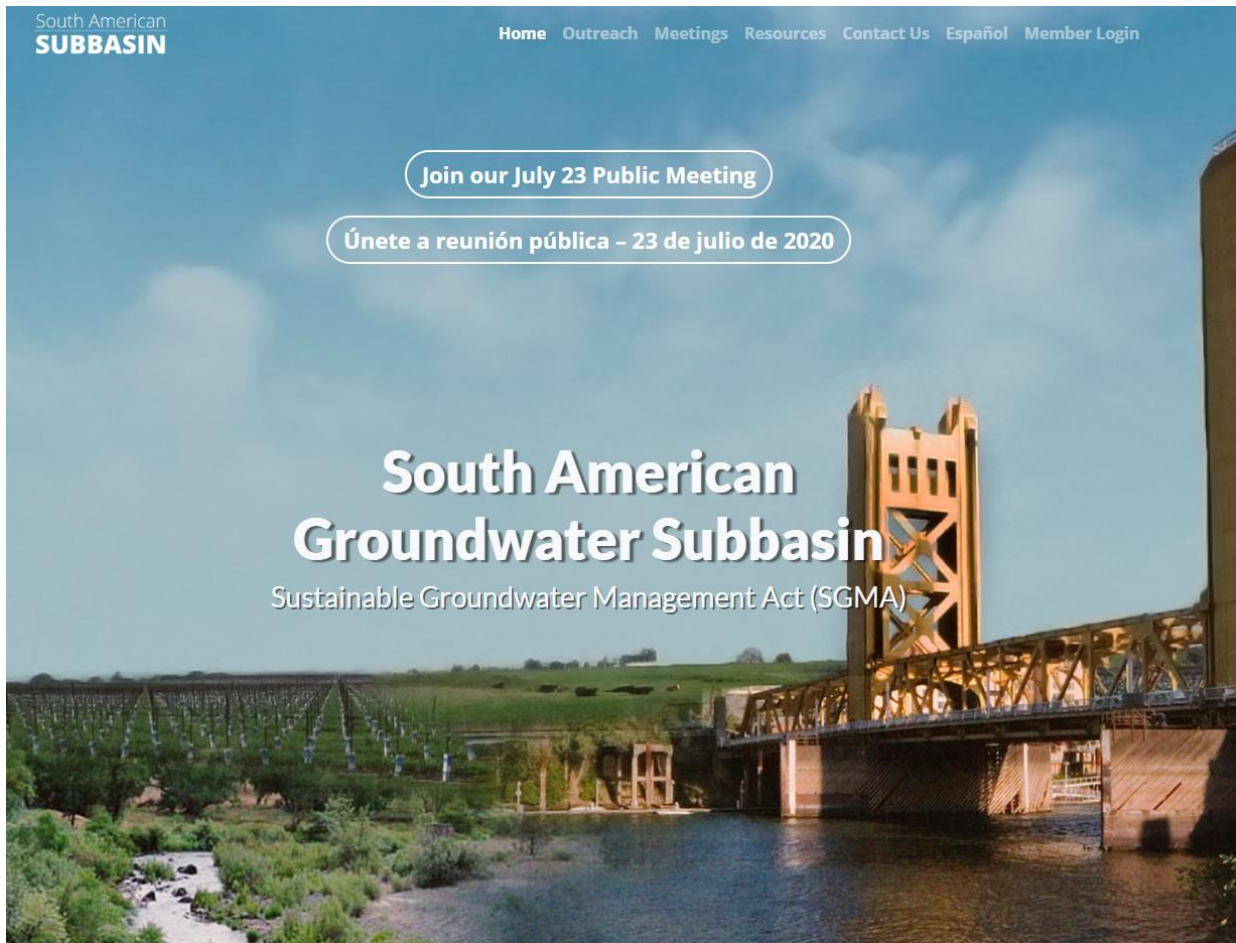 South American
SUBBASIN
Home Outreach Meetings Resources Contact Us Español Member Login
Join our July 23 Public Meeting
Únete a reunión pública – 23 de julio de 2020
South American
Groundwater Subbasin
Sustainable Groundwater Management Act (SGMA)